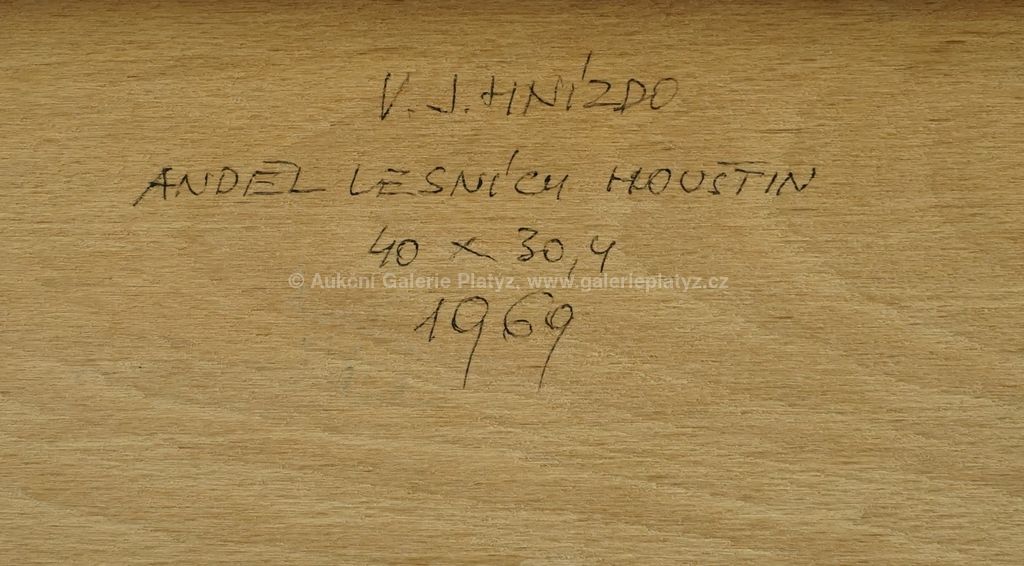 V. J. HNÍZDO
ANDĚL LESNÍCH HOUŠTIN
40 x 30,4
© Aukční Galerie Platýz, www.galerieplatyz.cz
1969